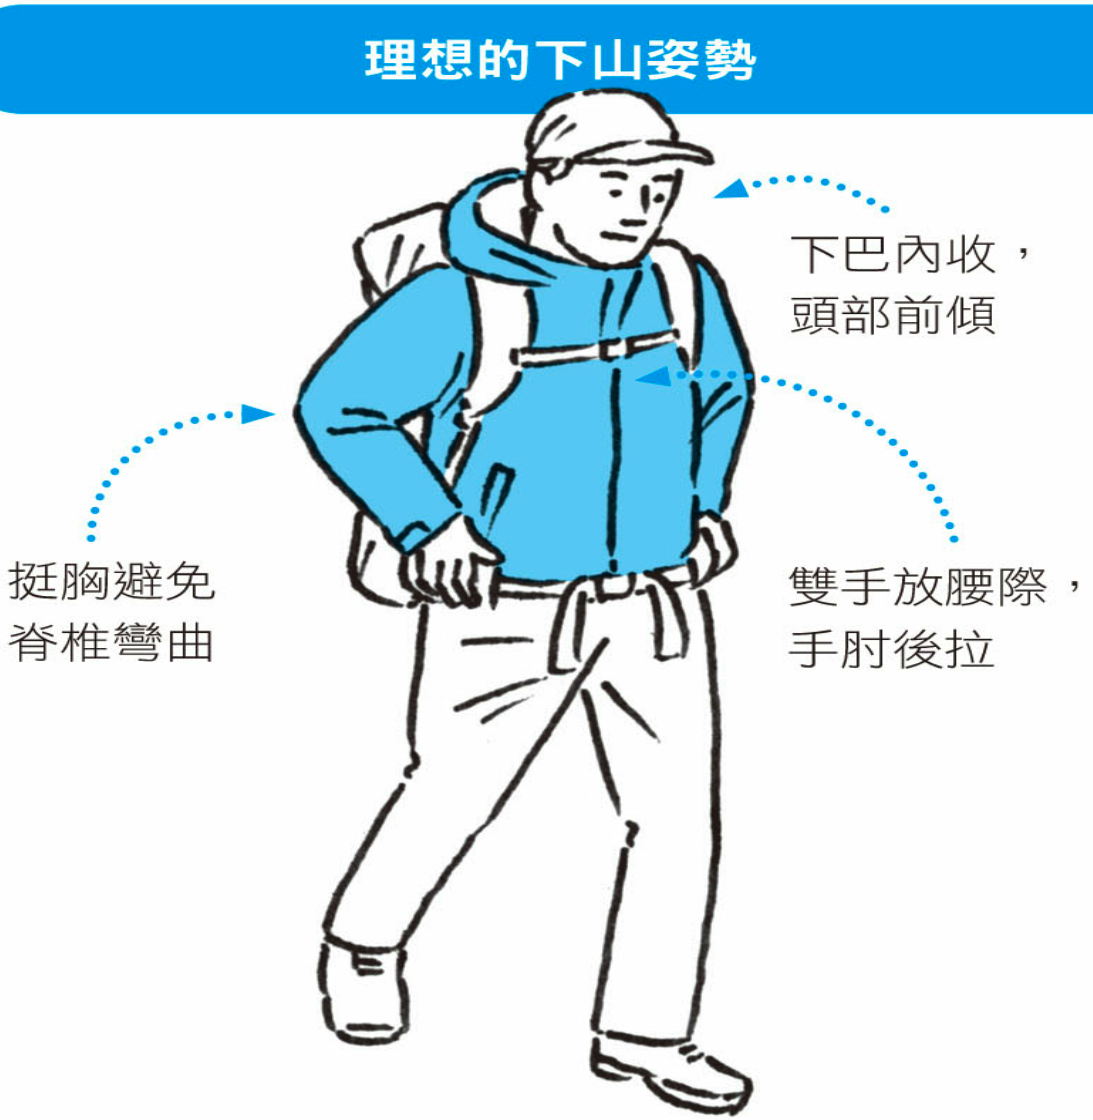 理想的下山姿勢
下巴內收，
頭部前傾
挺胸避免
脊椎彎曲
雙手放腰際，
手肘後拉